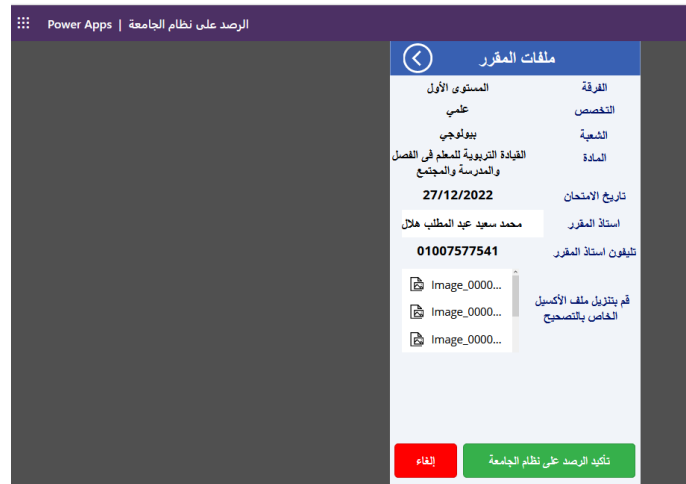 Power Apps | الرصد على نظام الجامعة
ملفات المقرر
الفرقة المستوى الأول
التخصص علمي
الشعبة بيولوجي
المادة القيادة التربوية للمعلم فى الفصل
والمدرسة والمجتمع
تاريخ الامتحان 27/12/2022
استاذ المقرر محمد سعيد عبد المطلب هلال
تليفون استاذ المقرر 01007577541
قم بتنزيل ملف الأكسيل
الخاص بالتصحيح
Image_0000...
Image_0000...
Image_0000...
تأكيد الرصد على نظام الجامعة
إلغاء